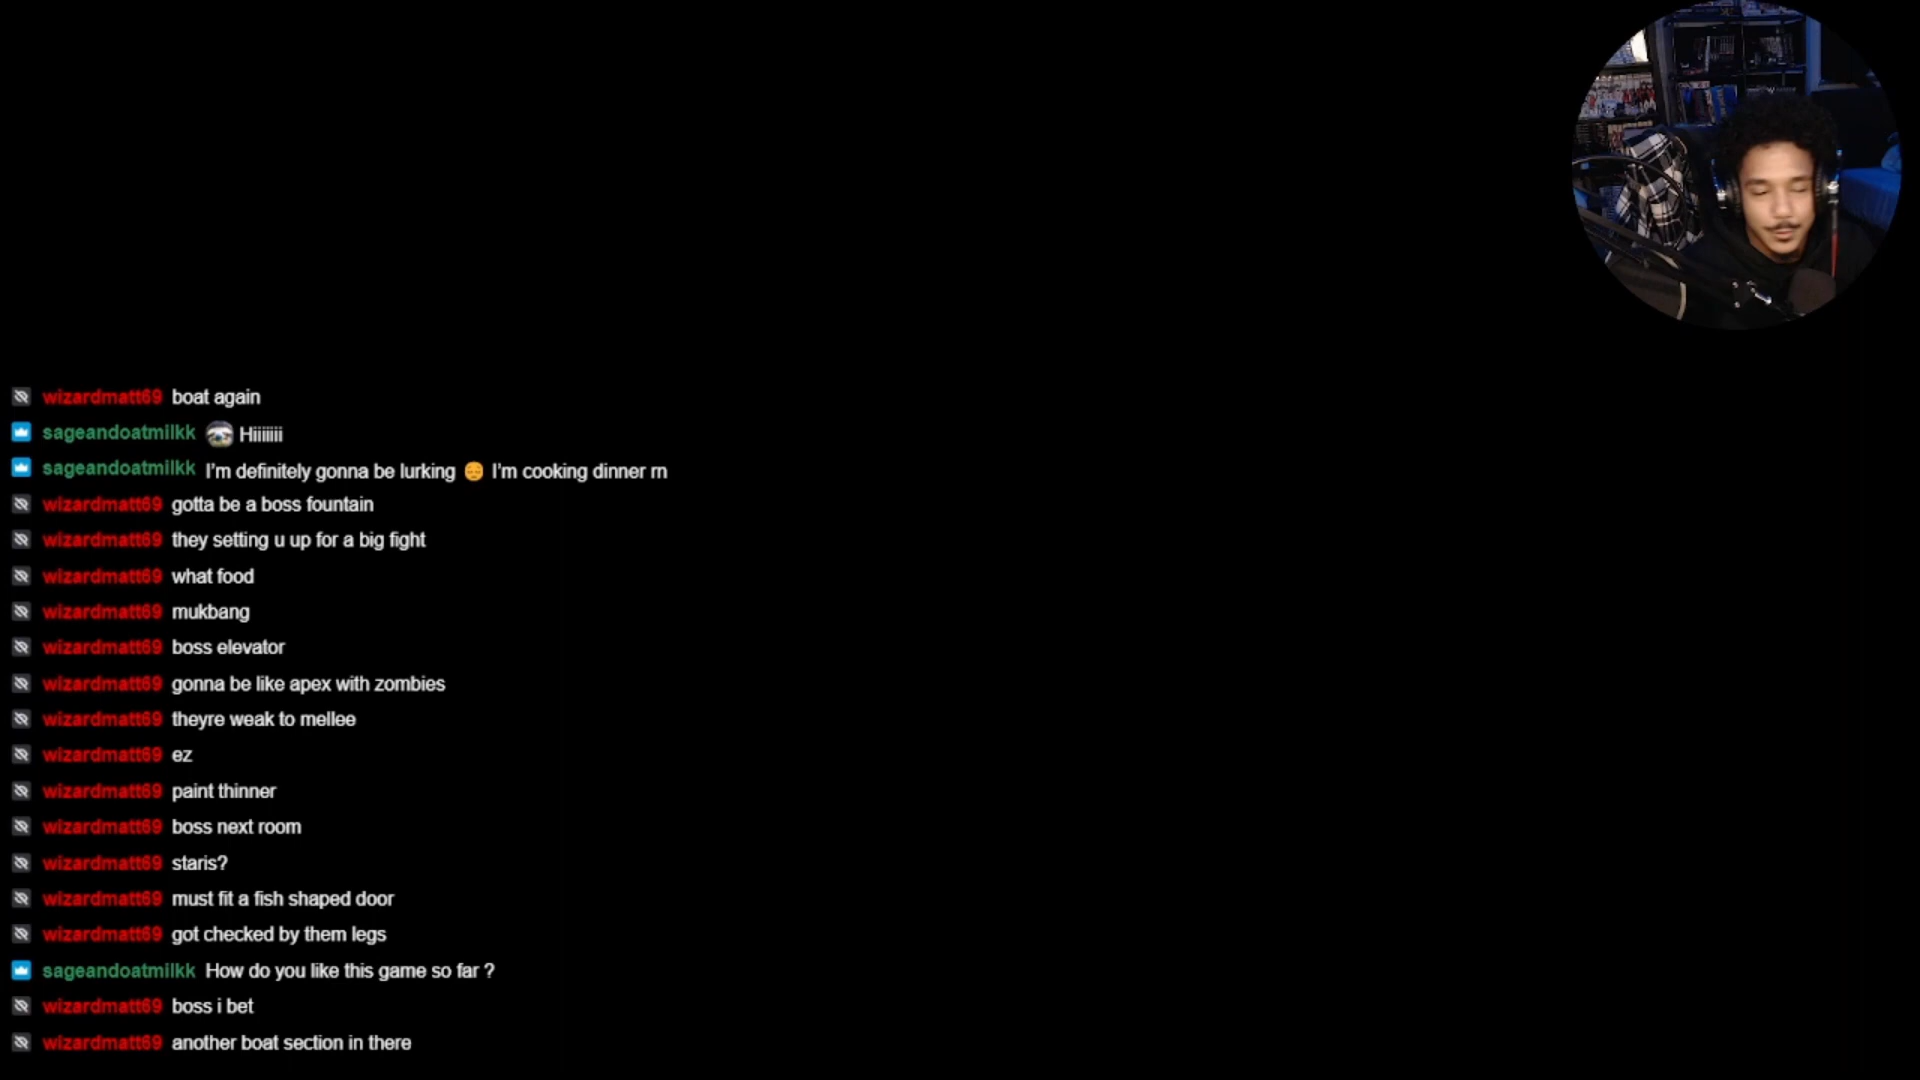 wizardmatt69 boat again
sageandoatmilkk Hiiiiiii
sageandoatmilkk I'm definitely gonna be lurking 😔 I'm cooking dinner rn
wizardmatt69 gotta be a boss fountain
wizardmatt69 they setting u up for a big fight
wizardmatt69 what food
wizardmatt69 mukbang
wizardmatt69 boss elevator
wizardmatt69 gonna be like apex with zombies
wizardmatt69 theyre weak to mellee
wizardmatt69 ez
wizardmatt69 paint thinner
wizardmatt69 boss next room
wizardmatt69 staris?
wizardmatt69 must fit a fish shaped door
wizardmatt69 got checked by them legs
sageandoatmilkk How do you like this game so far ?
wizardmatt69 boss i bet
wizardmatt69 another boat section in there